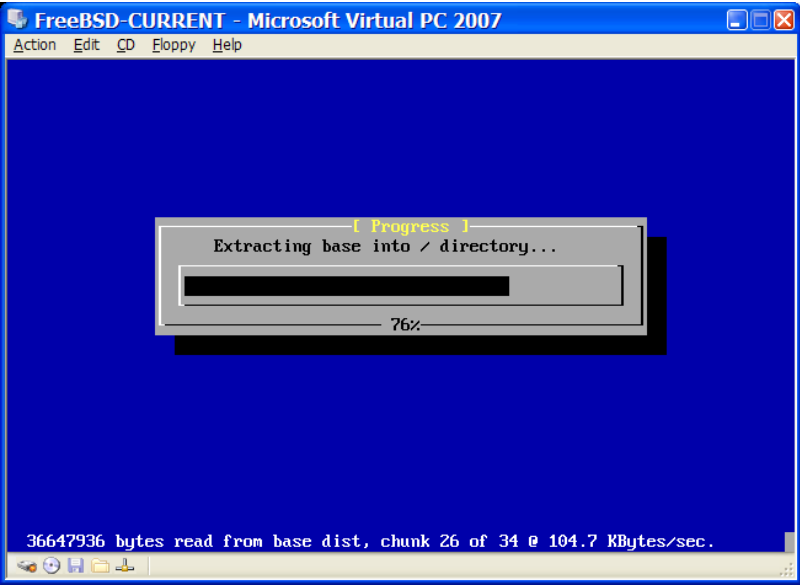 FreeBSD-CURRENT - Microsoft Virtual PC 2007
Action Edit CD Floppy Help
[ Progress ]
Extracting base into / directory...
76%
36647936 bytes read from base dist, chunk 26 of 34 @ 104.7 KBytes/sec.